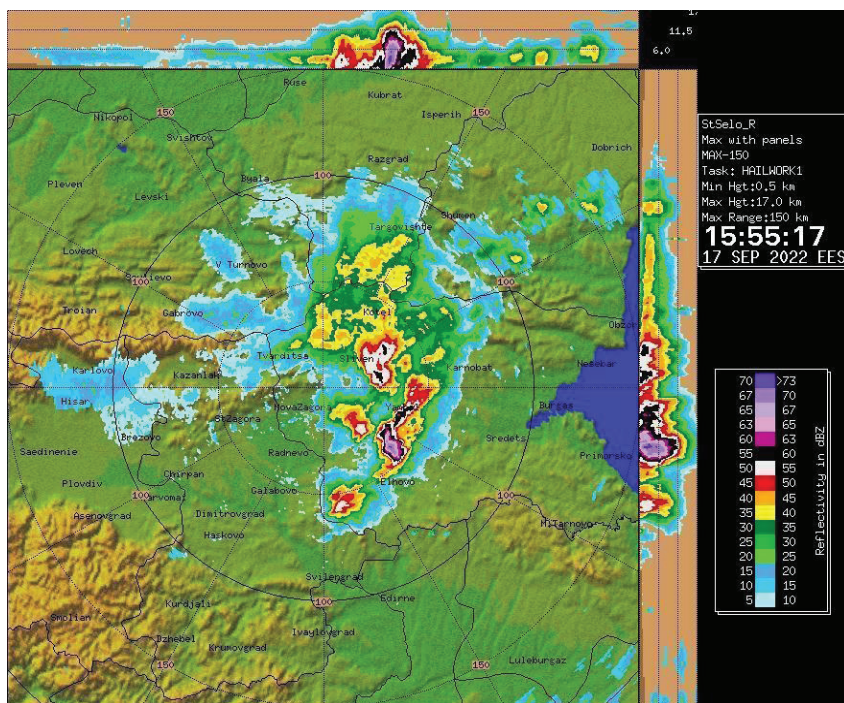 11.5
6.0
StSelo_R
Max with panels
MAX-150
Task: HAILWORK1
Min Hgt:0.5 km
Max Hgt:17.0 km
Max Range:150 km
15:55:17
17 SEP 2022 EES
Ruse
Kubrat
150
150
Isperih
Nikopol
Svishtov
Dobrich
Razgrad
100
Byala
Pleven
Levski
Shumen
Targovishte
Lovech
V Turnovo
100
100
Troian
Gabrovo
Kotel
Obzor
Tvarditsa
Sliven
Karnobat
Nesebar
Karlovo
Kazanlak
Hisar
NovaZagora
Burgas
StZagora
Brezovo
Sredets
Saedinenie
Radnevo
Primorsko
Chirpan
Elhovo
Plovdiv
Galabovo
100
100
arvomai
Asenovgrad
Dimitrovgrad
MiTarnovo
Haskovo
Svilengrad
Edirne
100
Kurdjali
Smolian
Ivaylovgrad
Dzhebel
Krumovgrad
150
150
Luleburgaz
70 >73
67 70
65 67
63 65
60 63
55 60
50 55
45 50
40 45
35 40
30 35
25 30
20 25
15 20
10 15
5 10
Reflectivity in dBZ